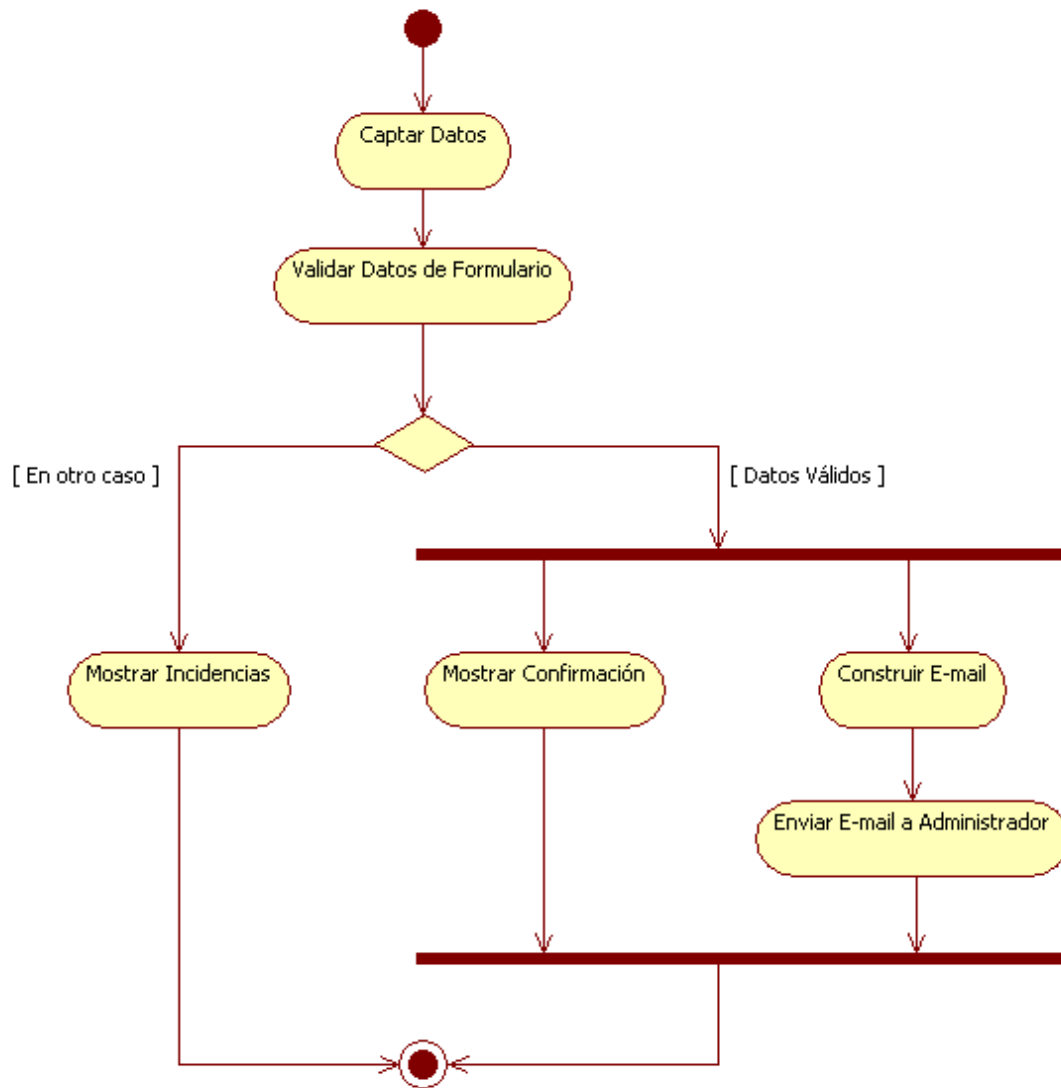 Captar Datos
Validar Datos de Formulario
[ En otro caso ]
[ Datos Válidos ]
Mostrar Incidencias
Mostrar Confirmación
Construir E-mail
Enviar E-mail a Administrador